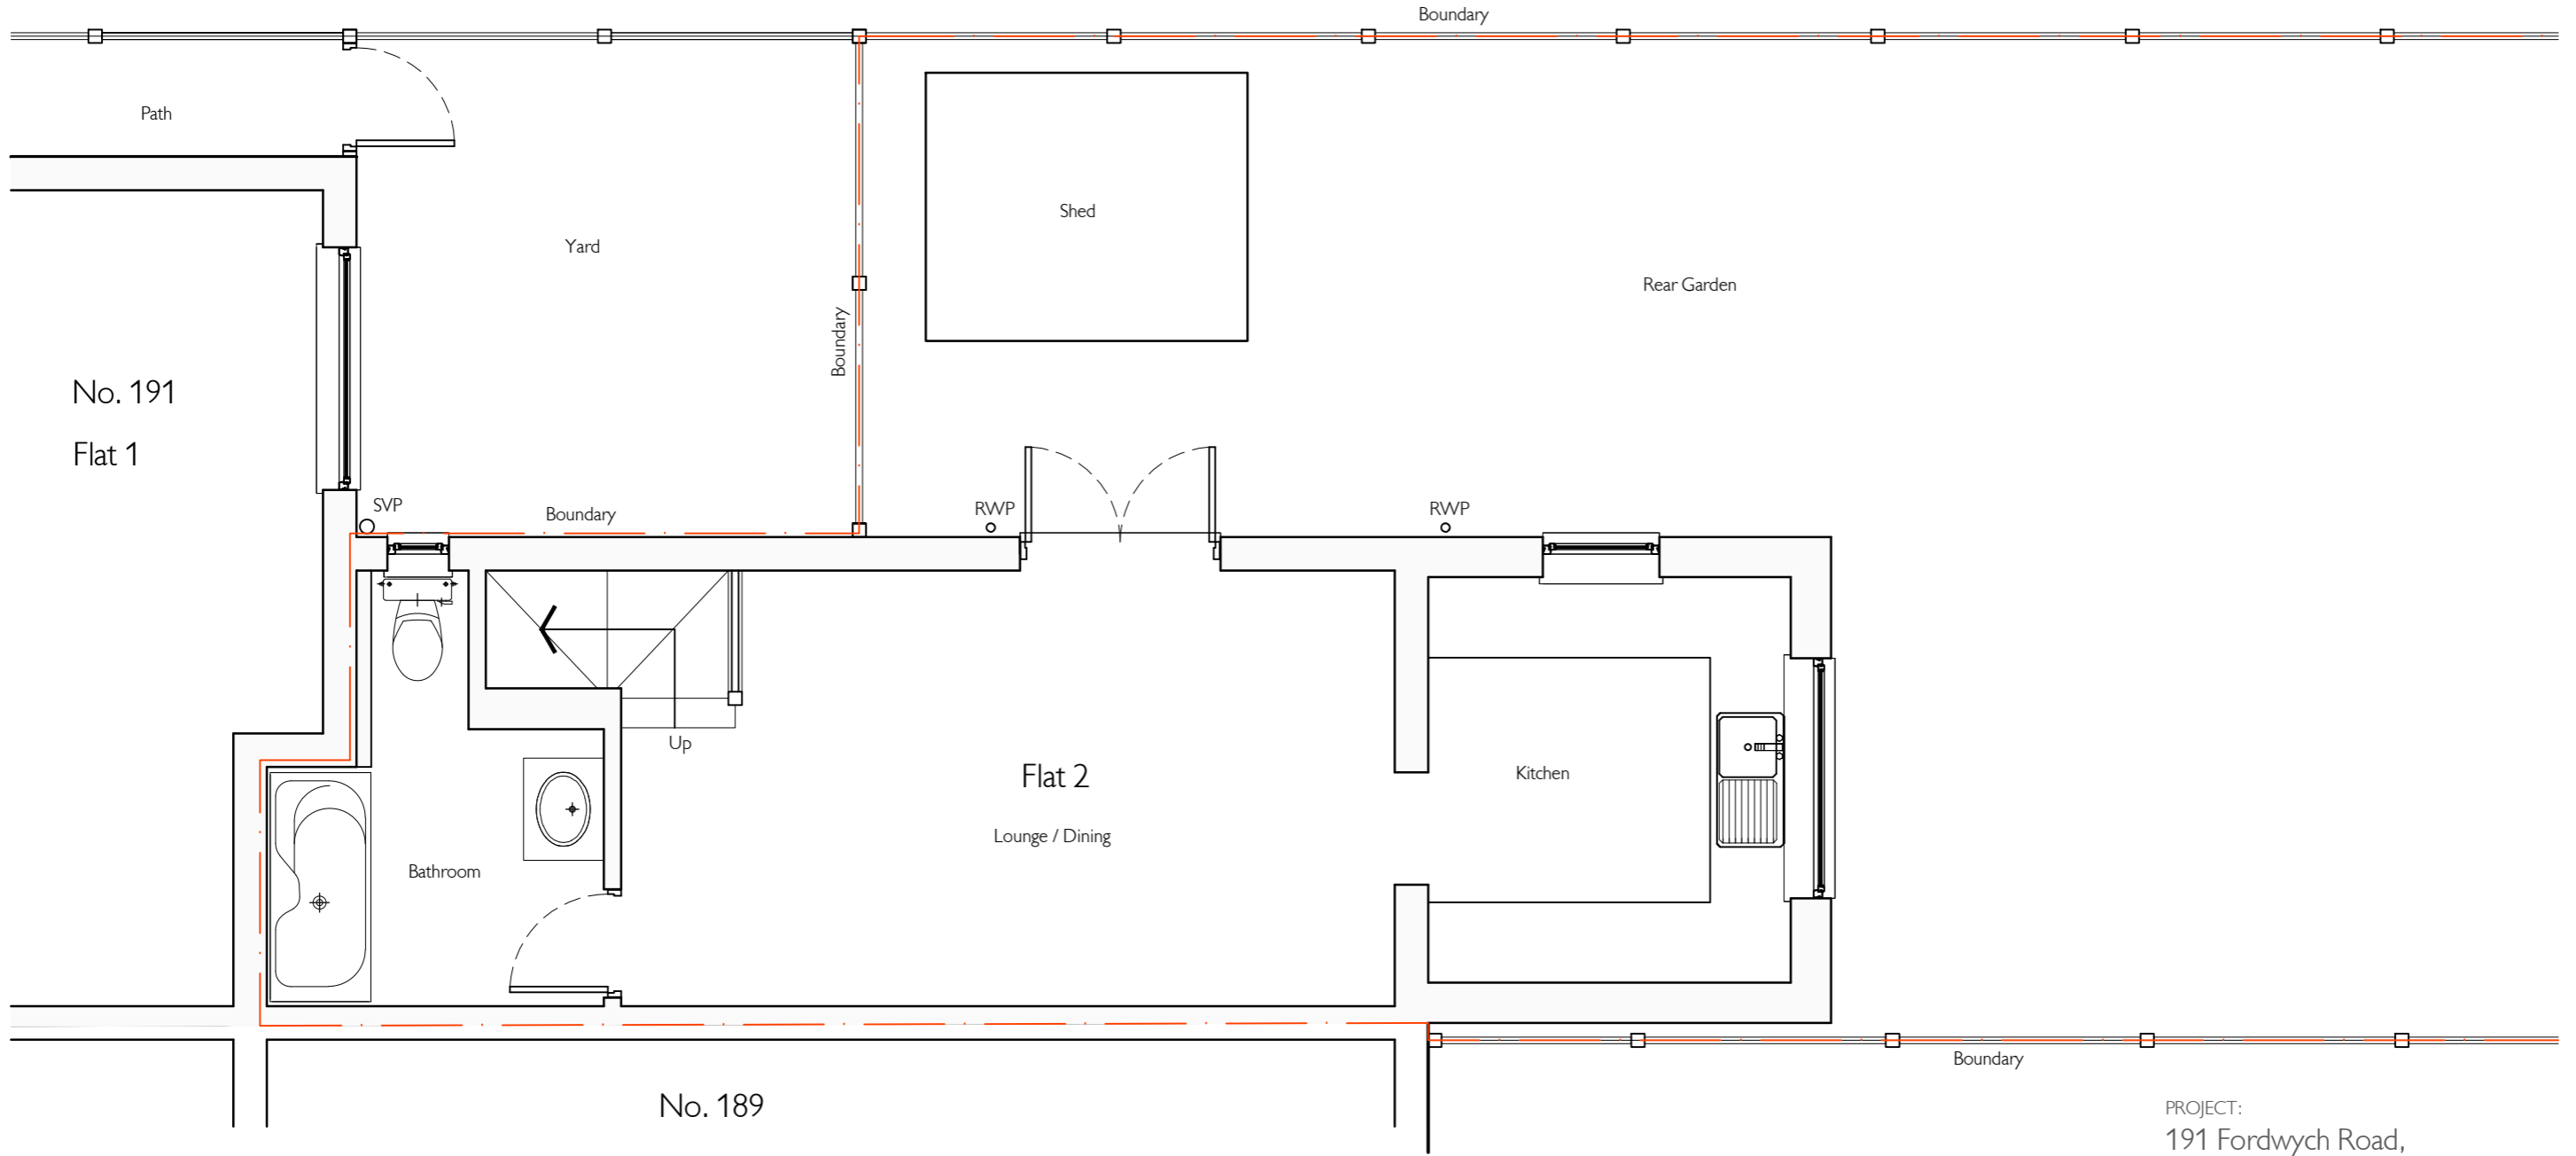 Boundary
Path
Shed
Yard
Rear Garden
Boundary
No. 191
Flat 1
SVP
Boundary
RWP
RWP
Up
Flat 2
Kitchen
Lounge / Dining
Bathroom
Boundary
No. 189
PROJECT:
191 Fordwych Road,